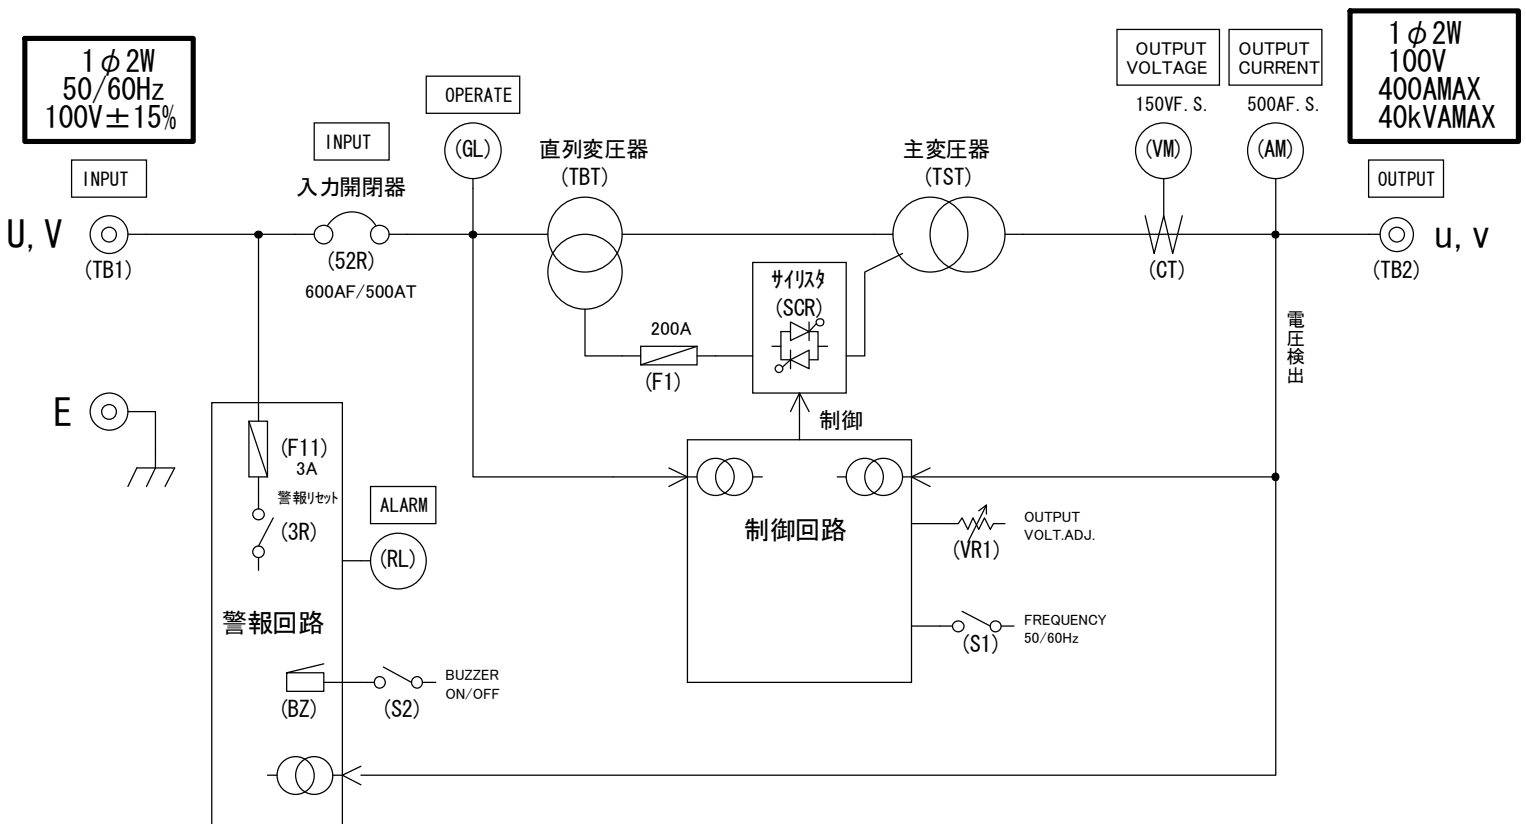 1φ2W
50/60Hz
100V±15%
INPUT
U, V
(TB1)
INPUT
入力開閉器
(52R)
600AF/500AT
OPERATE
(GL)
直列変圧器
(TBT)
主変圧器
(TST)
OUTPUT
VOLTAGE
150VF. S.
(VM)
OUTPUT
CURRENT
500AF. S.
(AM)
1φ2W
100V
400AMAX
40kVAMAX
OUTPUT
u, v
(TB2)
(CT)
電圧検出
サイリスタ
(SCR)
200A
(F1)
制御
E
(F11)
3A
警報リセット
(3R)
ALARM
(RL)
警報回路
(BZ)
(S2)
BUZZER
ON/OFF
制御回路
(VR1)
OUTPUT
VOLT.ADJ.
(S1)
FREQUENCY
50/60Hz